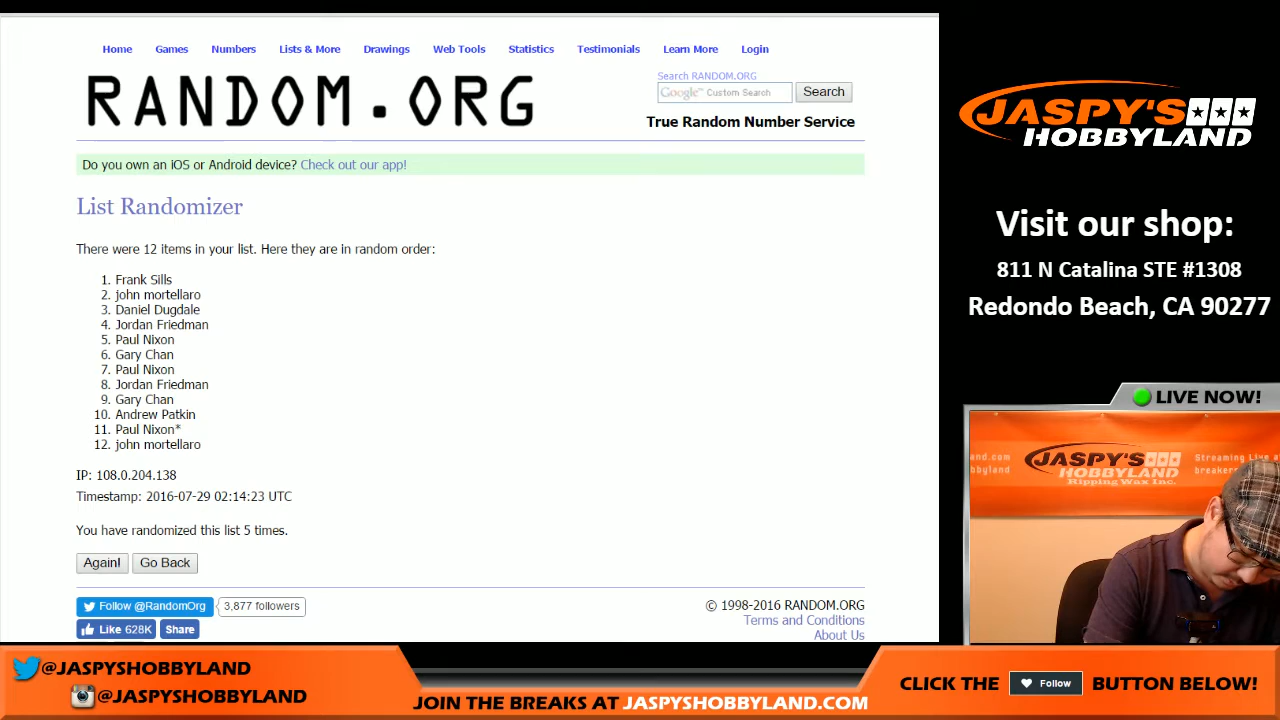 Home Games Numbers Lists & More Drawings Web Tools Statistics Testimonials Learn More Login
RANDOM.ORG
Search RANDOM.ORG
Google™ Custom Search Search
True Random Number Service
Do you own an iOS or Android device? Check out our app!
List Randomizer
There were 12 items in your list. Here they are in random order:
1. Frank Sills
2. john mortellaro
3. Daniel Dugdale
4. Jordan Friedman
5. Paul Nixon
6. Gary Chan
7. Paul Nixon
8. Jordan Friedman
9. Gary Chan
10. Andrew Patkin
11. Paul Nixon*
12. john mortellaro
IP: 108.0.204.138
Timestamp: 2016-07-29 02:14:23 UTC
You have randomized this list 5 times.
Again! Go Back
Follow @RandomOrg 3,877 followers
Like 628K Share
© 1998-2016 RANDOM.ORG
Terms and Conditions
About Us
JASPY'S
HOBBYLAND
Visit our shop:
811 N Catalina STE #1308
Redondo Beach, CA 90277
LIVE NOW!
JASPY'S
HOBBYLAND
Ripping Wax Inc.
Streaming Live a
breakers
nd.com
bbyland
@JASPYSHOBBYLAND
@JASPYSHOBBYLAND
JOIN THE BREAKS AT JASPYSHOBBYLAND.COM
CLICK THE Follow BUTTON BELOW!